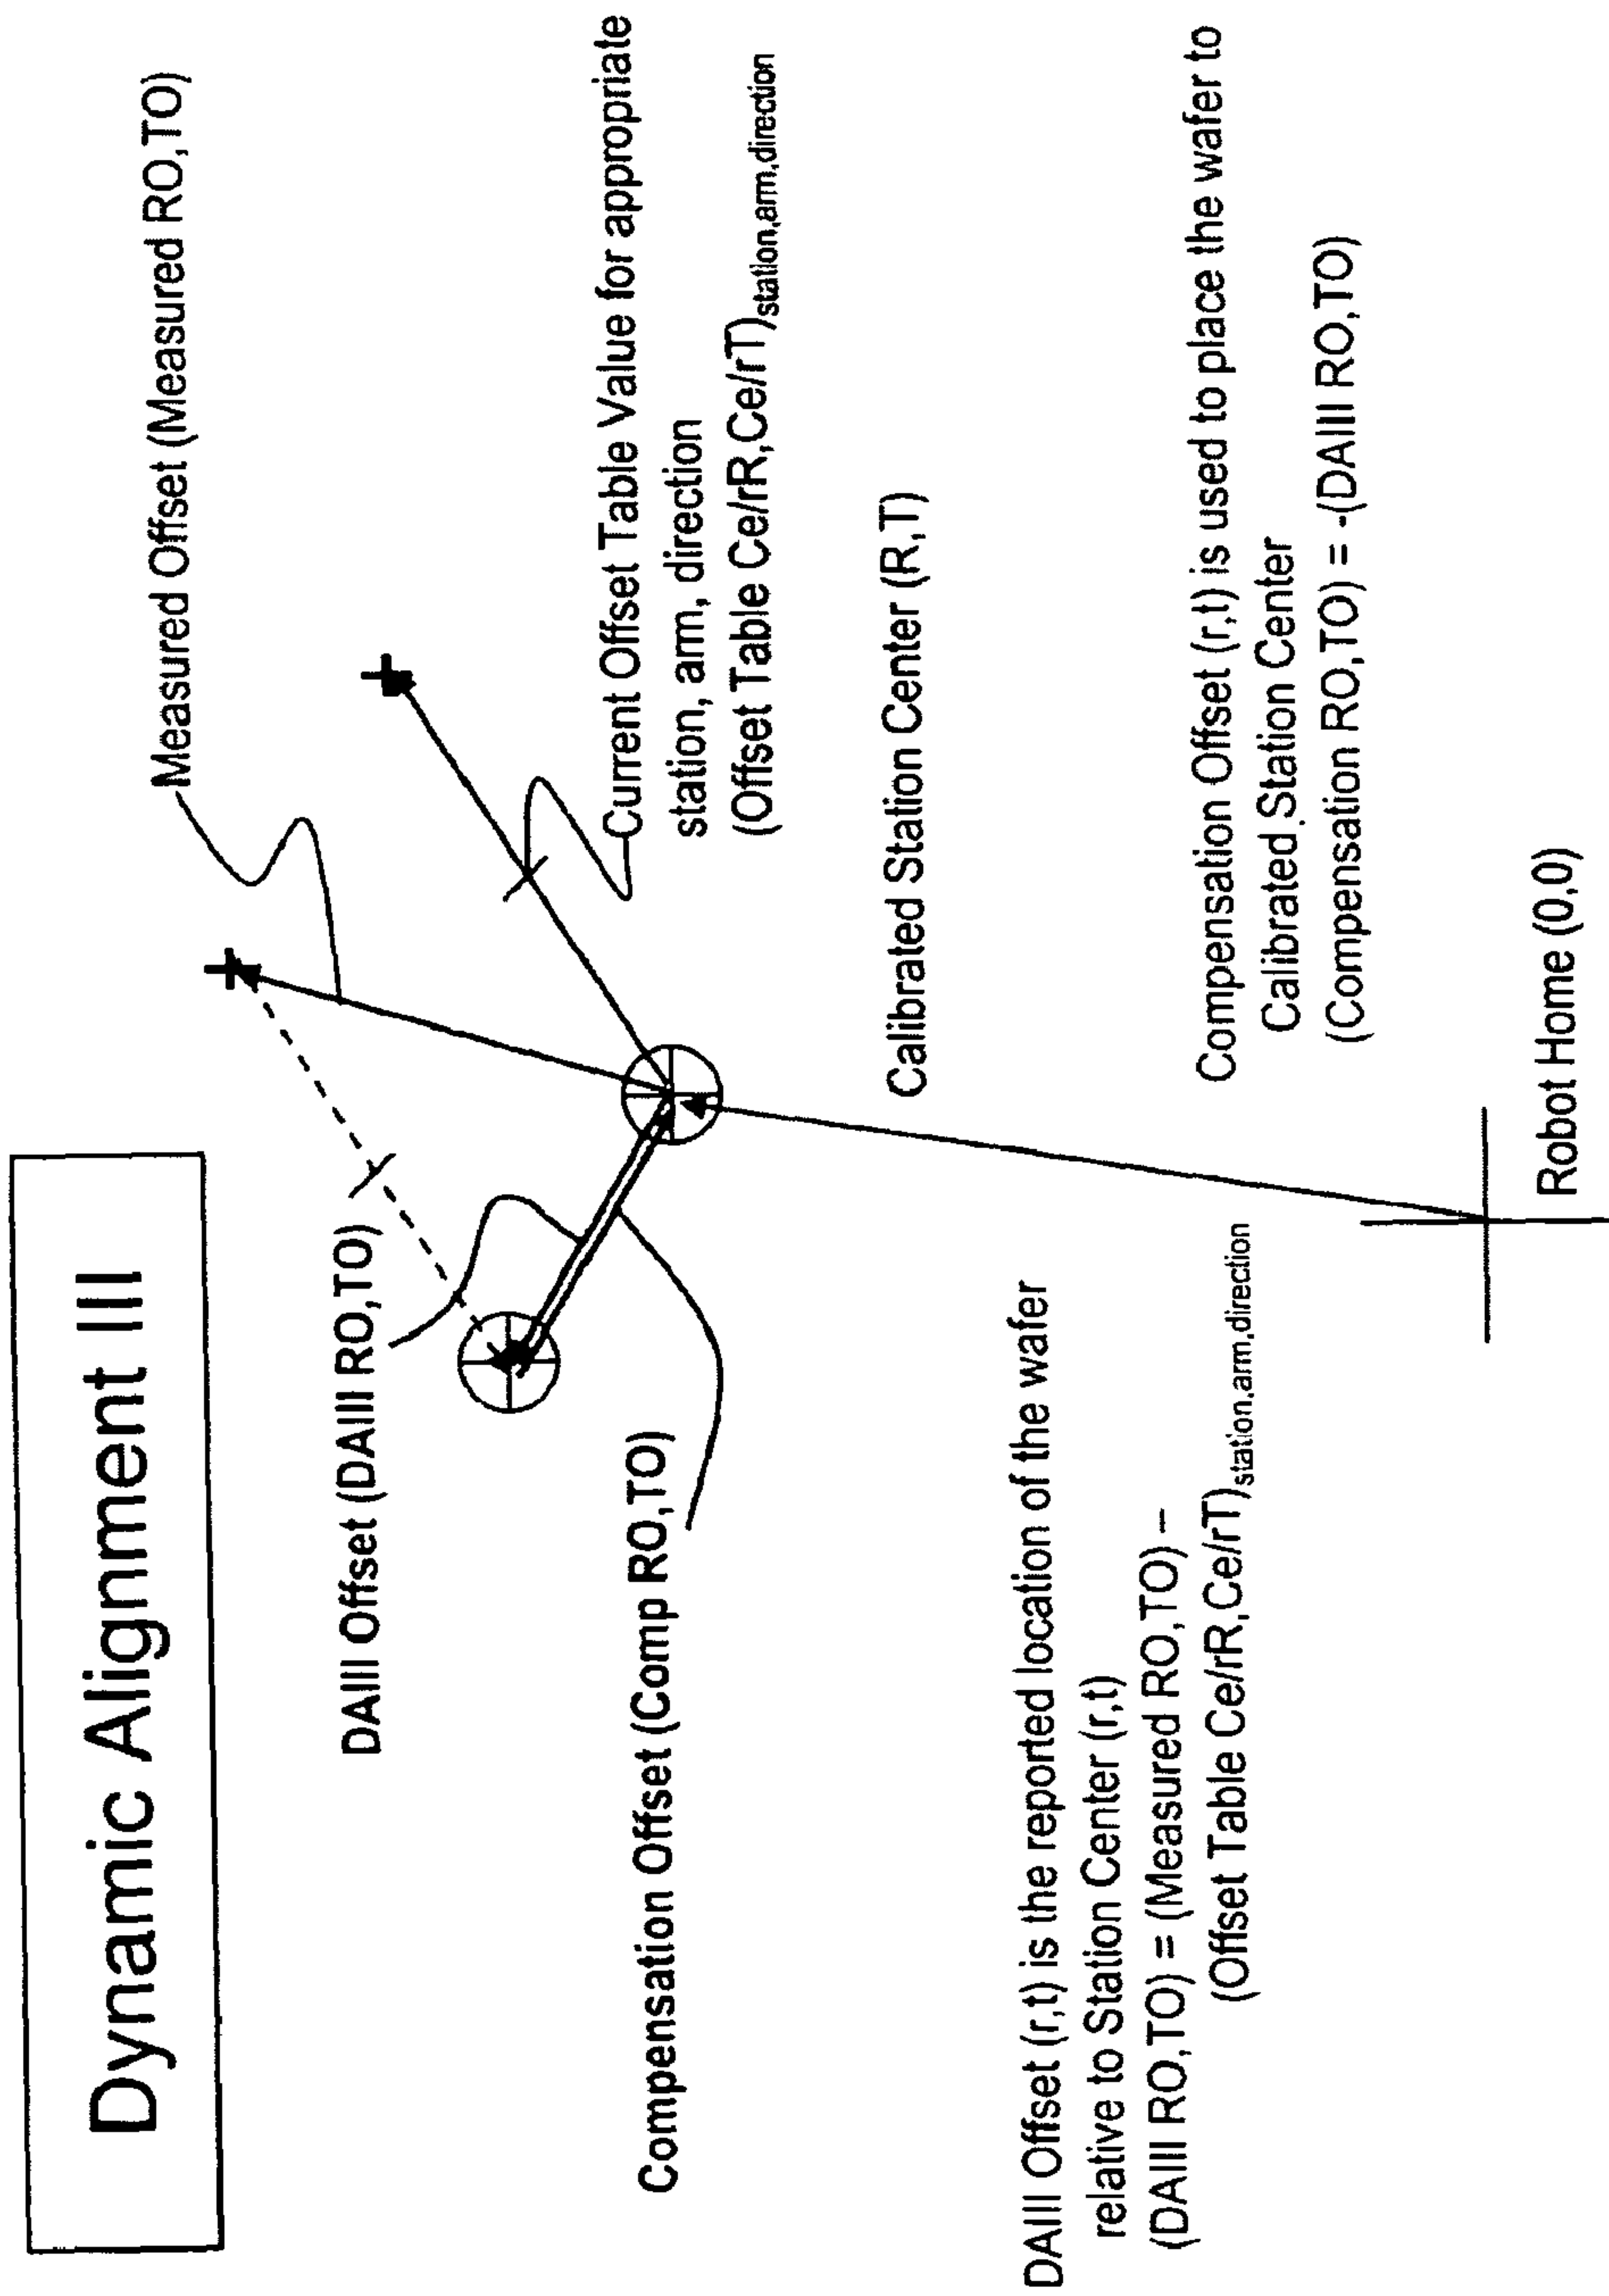 Dynamic Alignment III
Measured Offset (Measured RO,TO)
DAIII Offset (DAIII RO,TO)
Current Offset Table Value for appropriate
station, arm, direction
(Offset Table Ce/rR,Ce/rT)station,arm,direction
Compensation Offset (Comp RO,TO)
Calibrated Station Center (R,T)
DAIII Offset (r,t) is the reported location of the wafer
relative to Station Center (r,t)
(DAIII RO,TO) = (Measured RO,TO) –
(Offset Table Ce/rR,Ce/rT)station,arm,direction
Compensation Offset (r,t) is used to place the wafer to
Calibrated Station Center
(Compensation RO,TO) = -(DAIII RO,TO)
Robot Home (0,0)